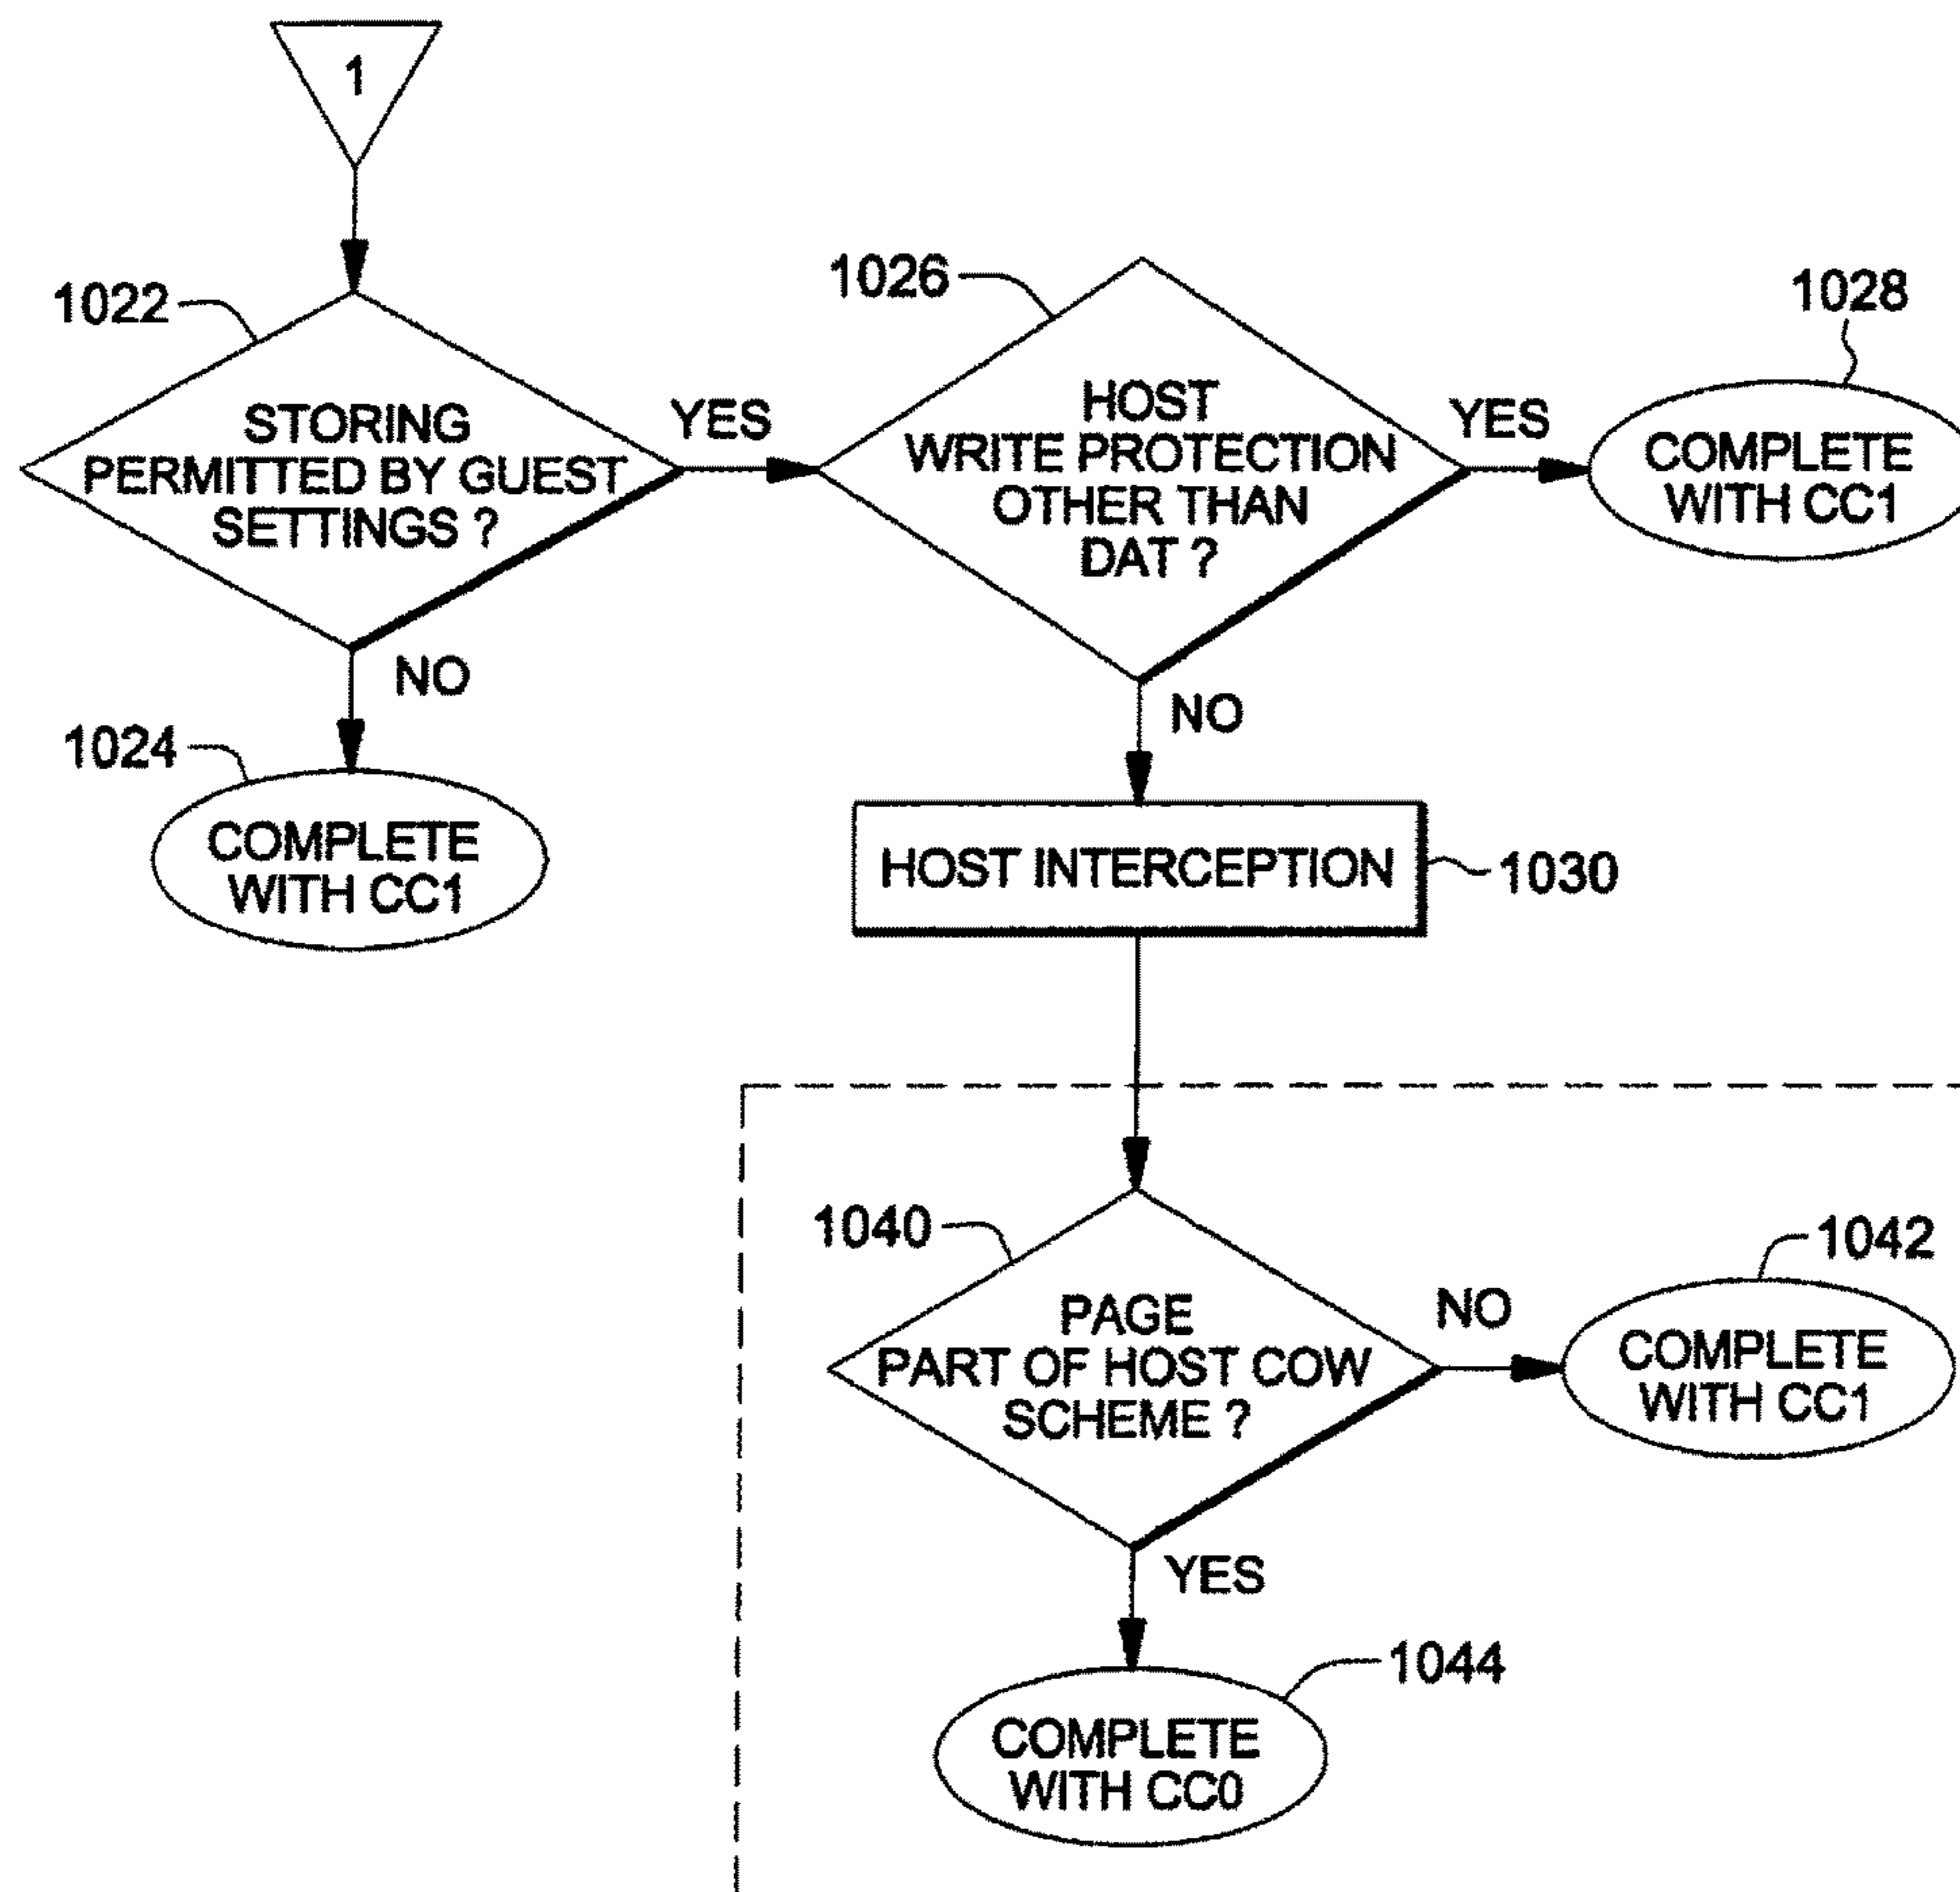 1
1022
STORING
PERMITTED BY GUEST
SETTINGS ?
YES
NO
1024
COMPLETE
WITH CC1
1026
HOST
WRITE PROTECTION
OTHER THAN
DAT ?
YES
1028
COMPLETE
WITH CC1
NO
HOST INTERCEPTION
1030
1040
PAGE
PART OF HOST COW
SCHEME ?
NO
1042
COMPLETE
WITH CC1
YES
1044
COMPLETE
WITH CC0